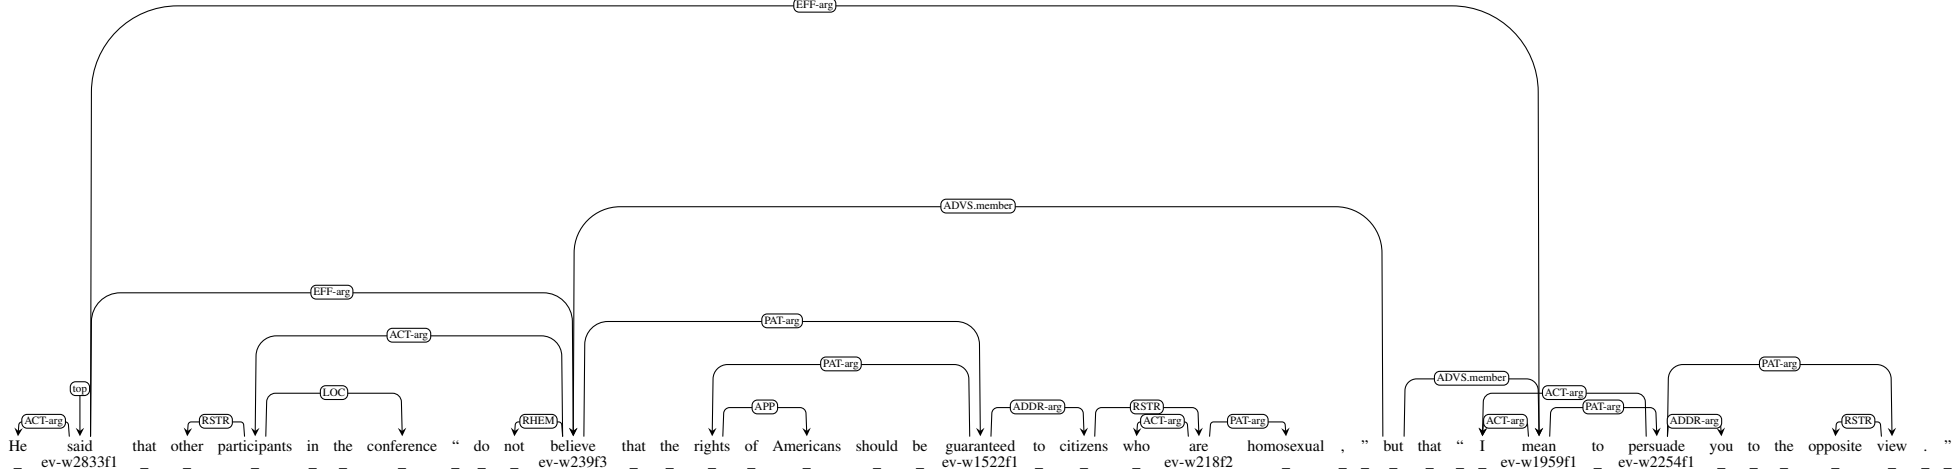 EFF-arg
ADVS.member
EFF-arg
PAT-arg
ACT-arg
PAT-arg PAT-arg
ADVS.member
top LOC ACT-arg
APP ADDR-arg RSTR PAT-arg
ACT-arg RSTR RHEM ACT-arg PAT-arg ACT-arg ADDR-arg RSTR
He said that other participants in the conference “ do not believe that the rights of Americans should be guaranteed to citizens who are homosexual , ” but that “ I mean to persuade you to the opposite view . ”
_ ev-w2833f1 _ _ _ _ _ _ _ _ _ ev-w239f3 _ _ _ _ _ _ _ ev-w1522f1 _ _ _ ev-w218f2 _ _ _ _ _ _ _ ev-w1959f1 _ ev-w2254f1 _ _ _ _ _ _ _